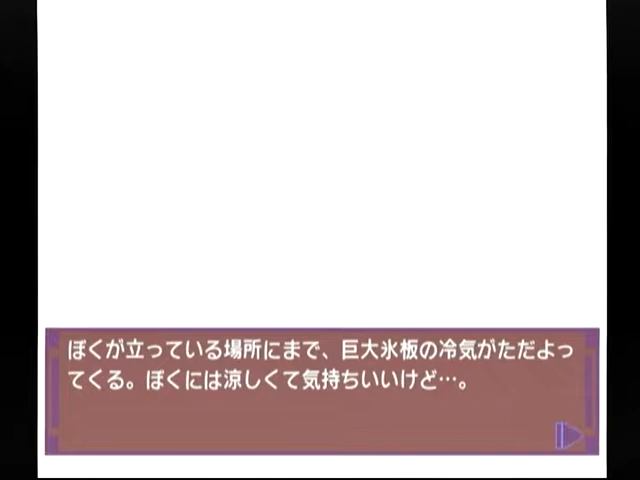 ぼくが立っている場所にまで、巨大氷板の冷気がただよっ
てくる。ぼくには涼しくて気持ちいいけど…。